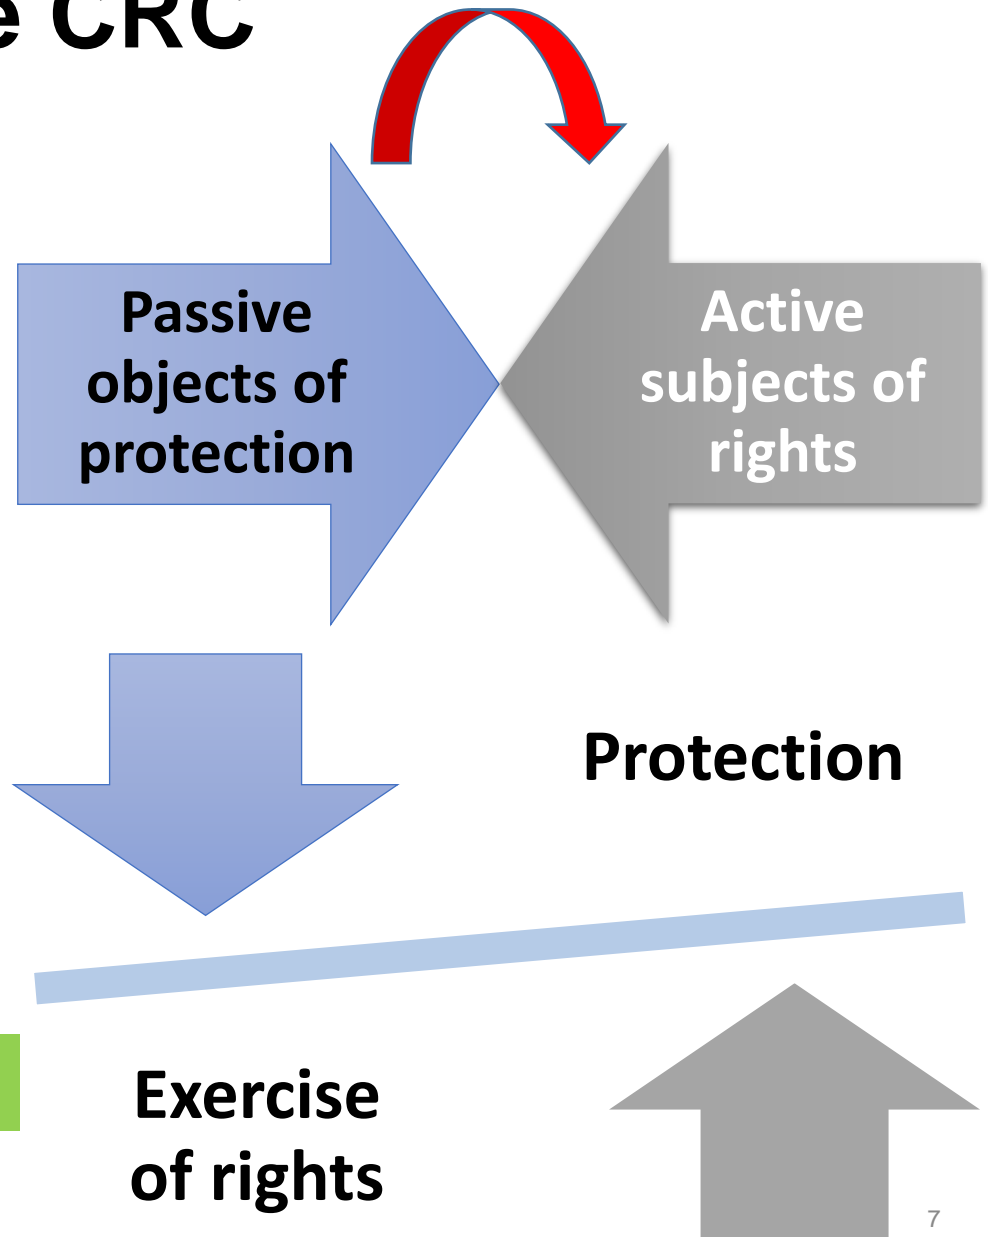 e CRC
Passive
objects of
protection
Active
subjects of
rights
Protection
Exercise
of rights
7